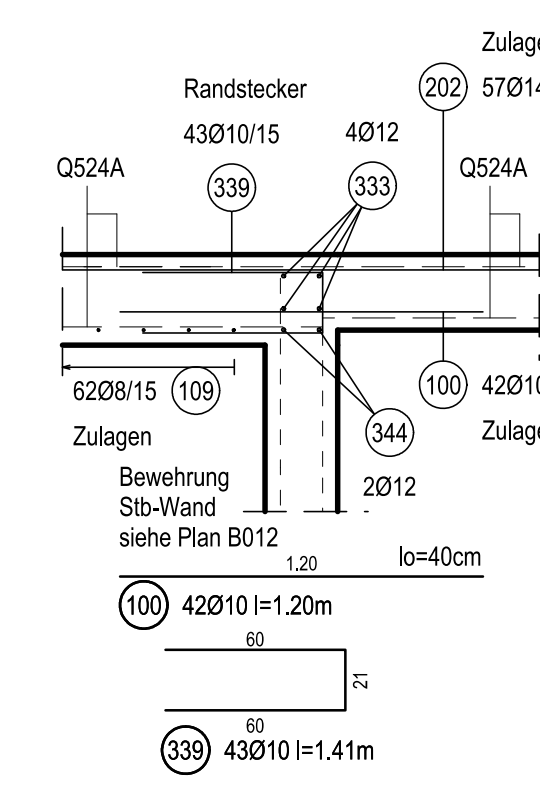 Zulage
202
57Ø14
Randstecker
43Ø10/15
4Ø12
Q524A
339
333
Q524A
62Ø8/15
109
Zulagen
100
42Ø10
Zulage
344
2Ø12
Bewehrung
Stb-Wand
siehe Plan B012
1.20
lo=40cm
100 42Ø10 l=1.20m
60
21
60
339 43Ø10 l=1.41m